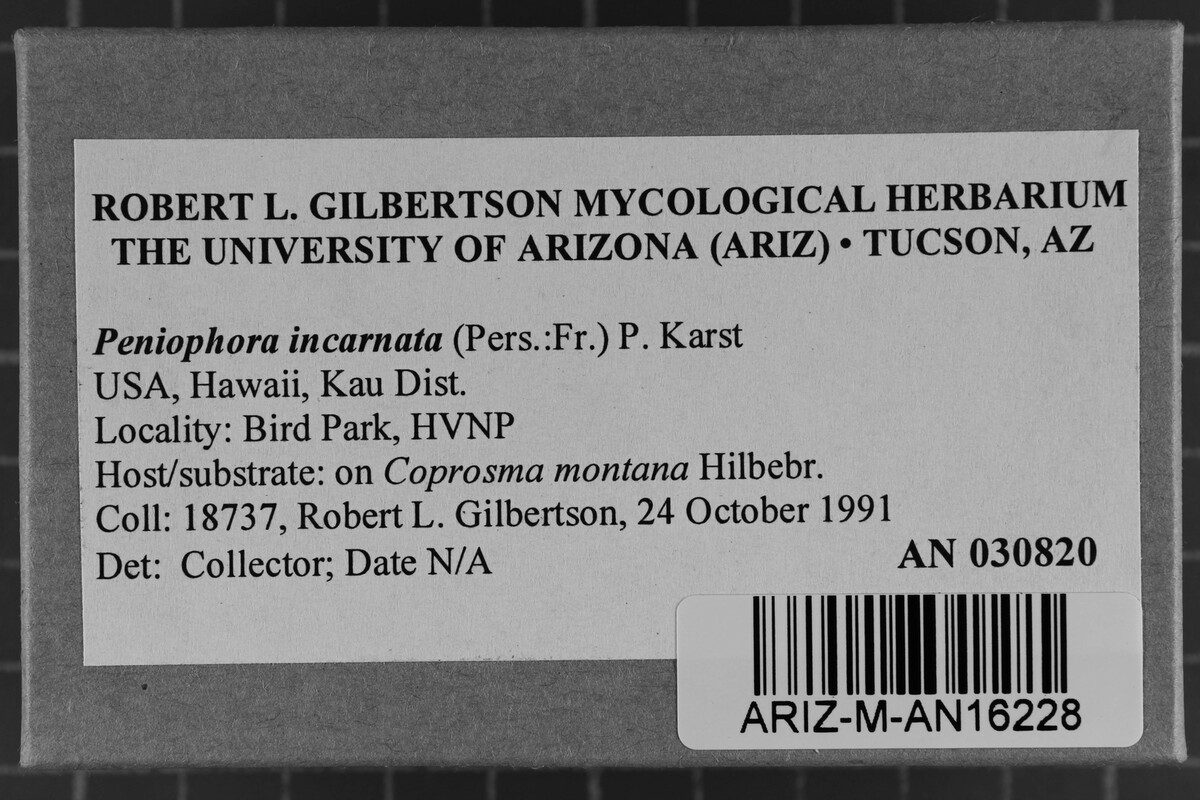 ROBERT L. GILBERTSON MYCOLOGICAL HERBARIUM
THE UNIVERSITY OF ARIZONA (ARIZ) • TUCSON, AZ
Peniophora incarnata (Pers.:Fr.) P. Karst
USA, Hawaii, Kau Dist.
Locality: Bird Park, HVNP
Host/substrate: on Coprosma montana Hilbebr.
Coll: 18737, Robert L. Gilbertson, 24 October 1991
Det: Collector; Date N/A
AN 030820
ARIZ-M-AN16228